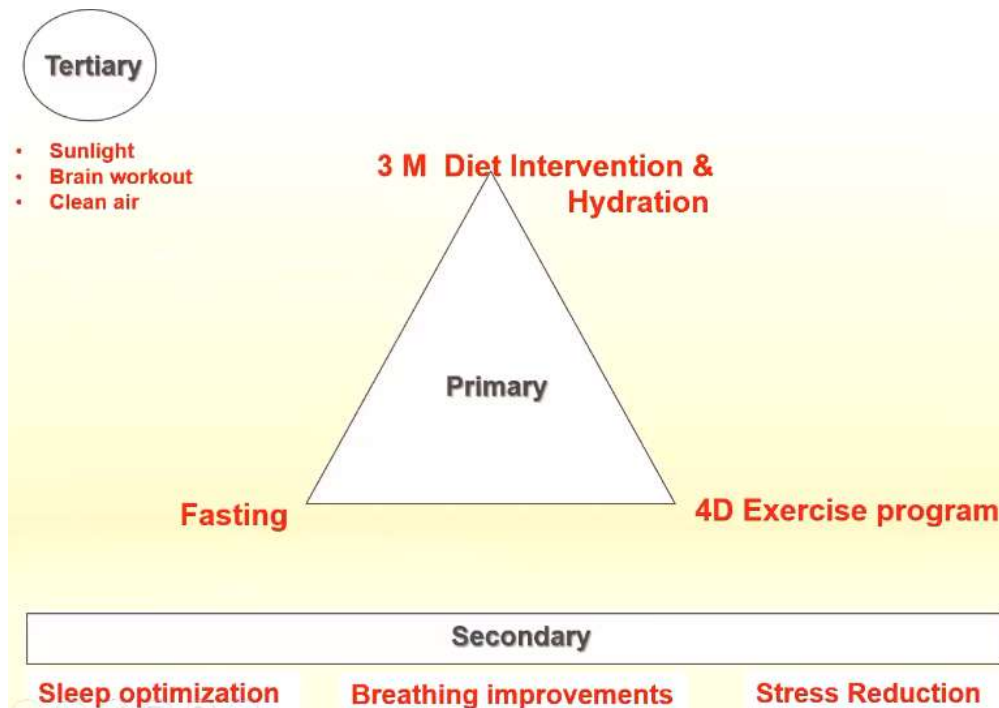 Tertiary
• Sunlight
• Brain workout
• Clean air
3 M Diet Intervention &
Hydration
Primary
Fasting
4D Exercise program
Secondary
Sleep optimization
Breathing improvements
Stress Reduction